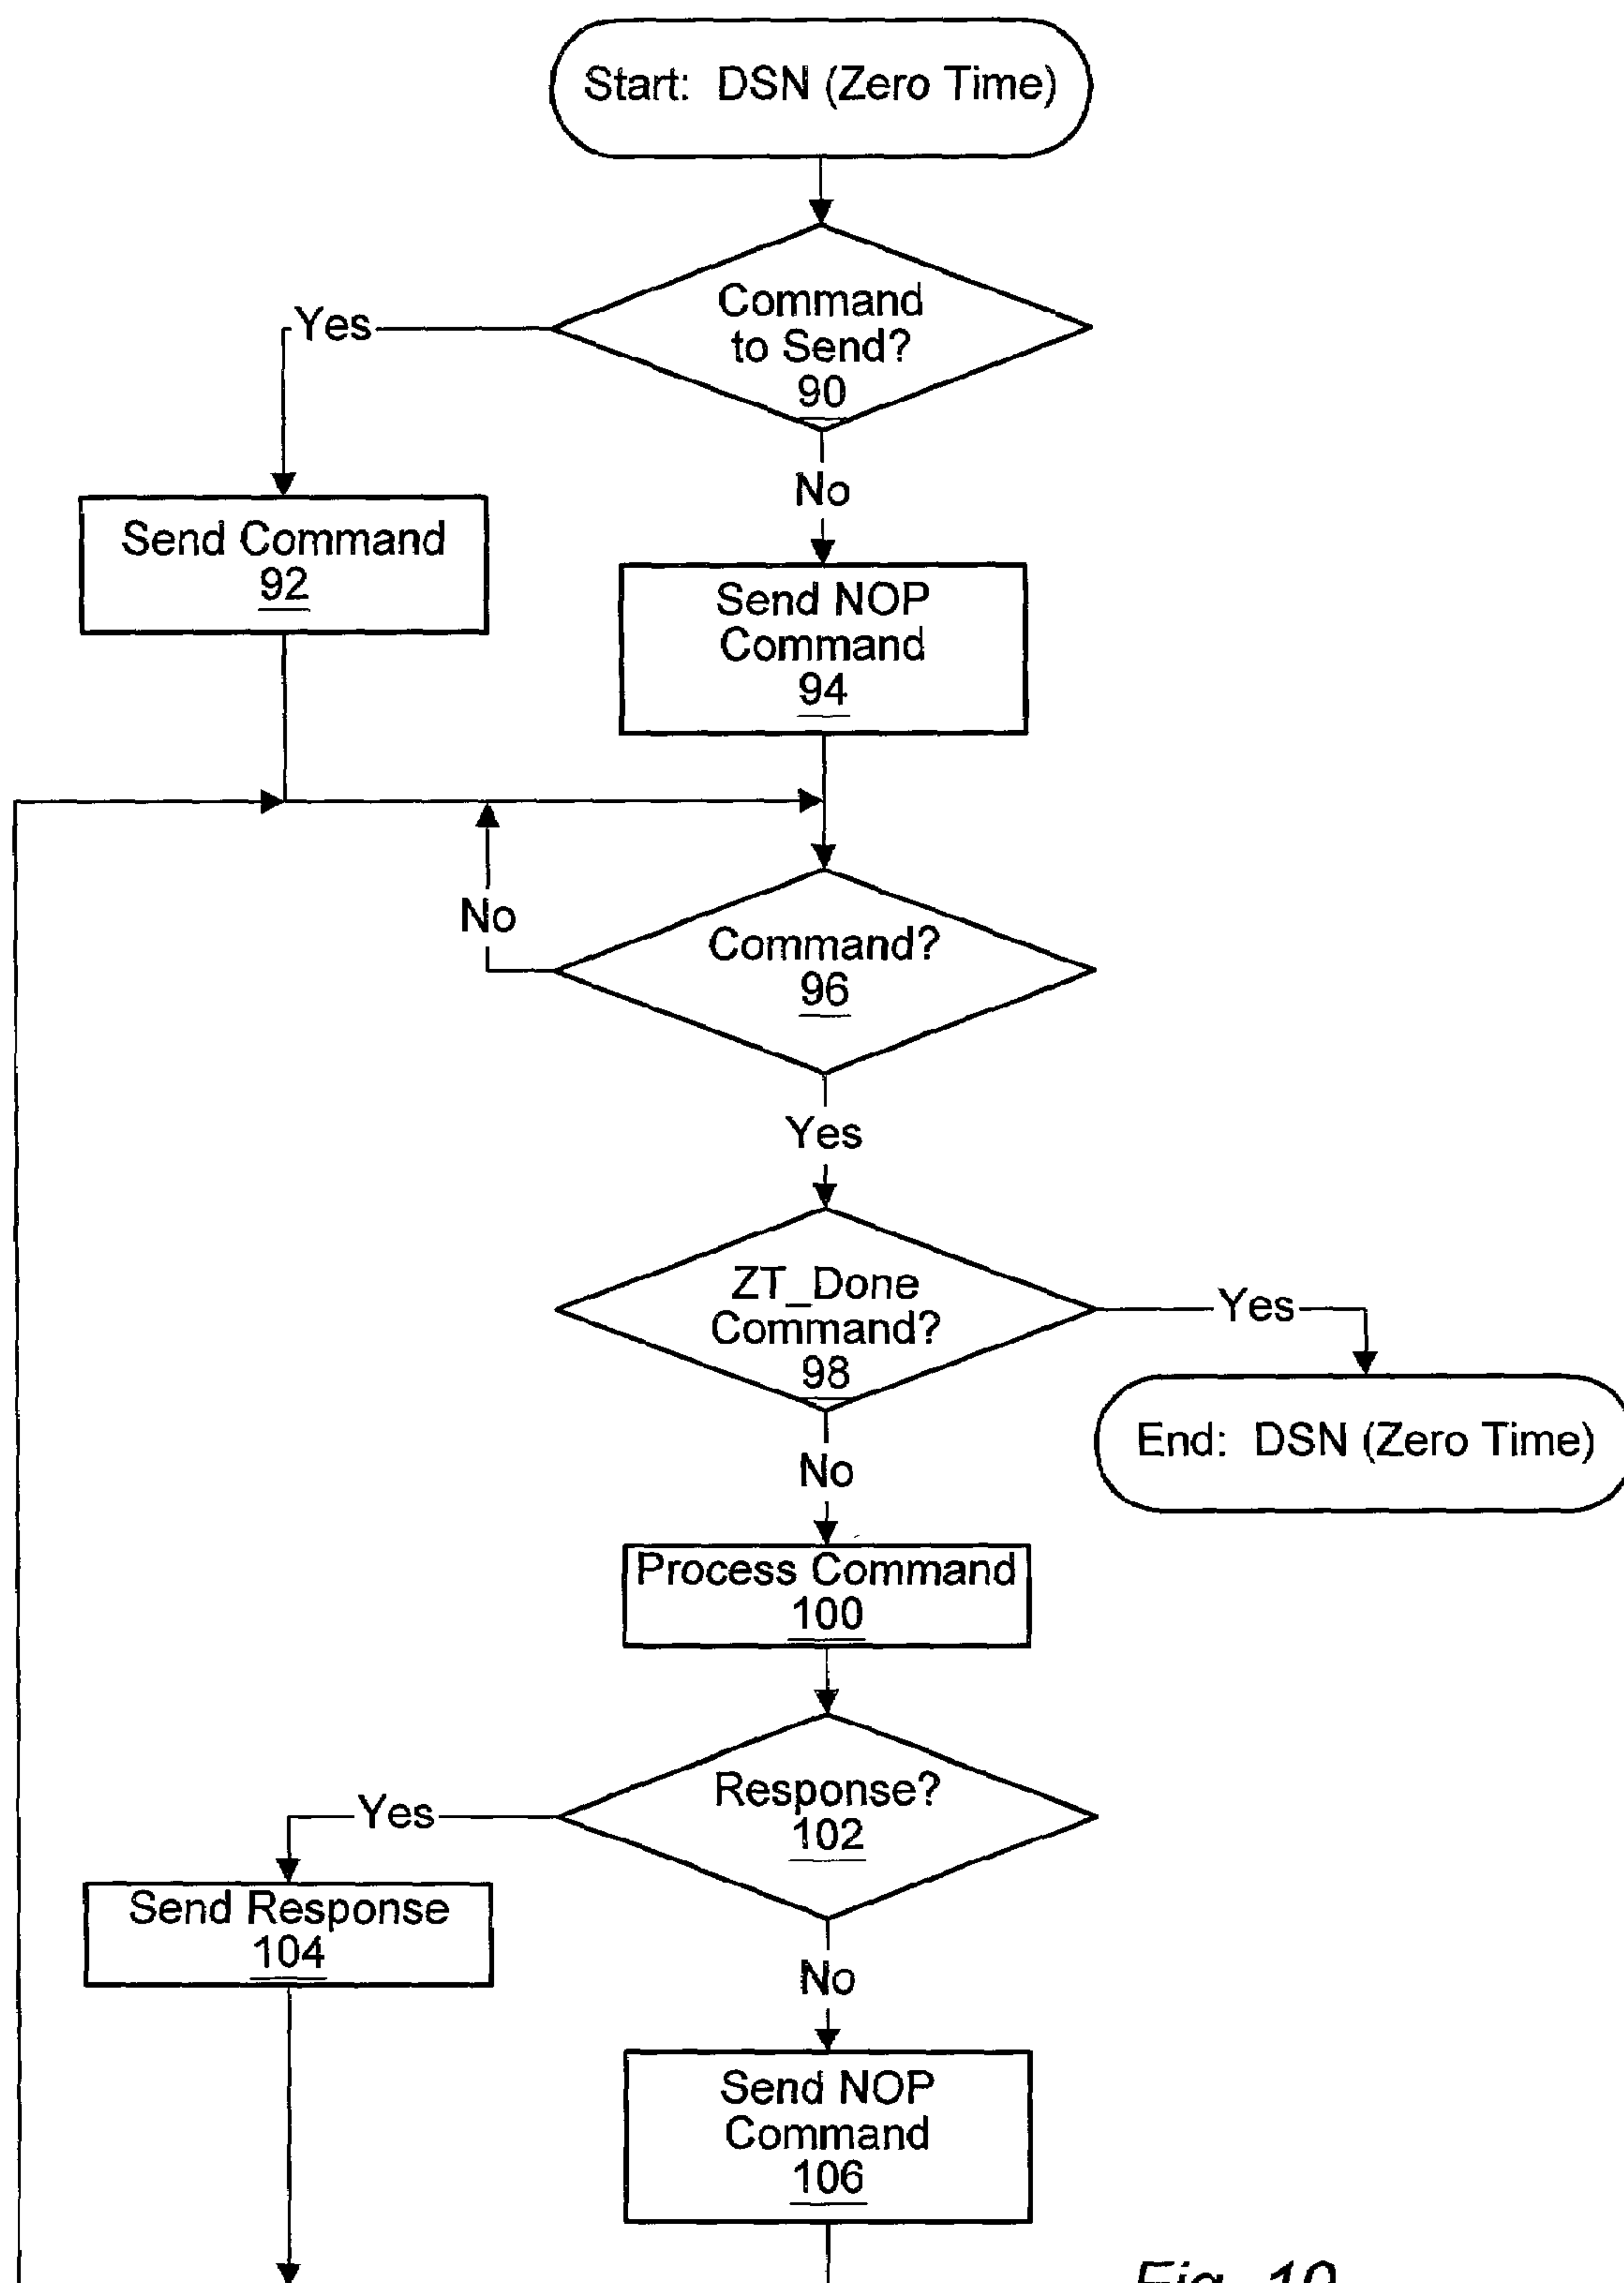 Start: DSN (Zero Time)
Command
to Send?
90
Yes
No
Send Command
92
Send NOP
Command
94
No
Command?
96
Yes
ZT_Done
Command?
98
Yes
End: DSN (Zero Time)
No
Process Command
100
Response?
102
Yes
Send Response
104
No
Send NOP
Command
106
Fig. 10